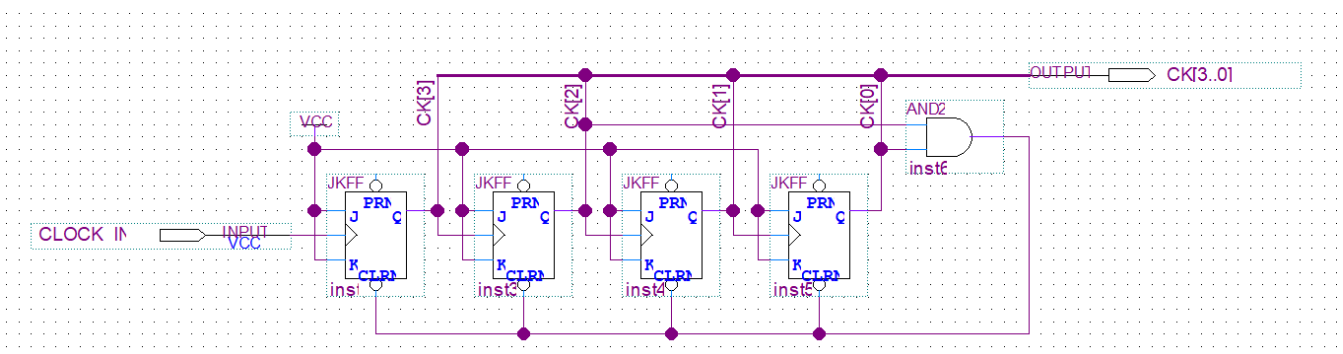 OUTPUT CK[3..0]
CK[3]
CK[2]
CK[1]
CK[0]
AND2
inst6
VCC
JKFF
PRN
J Q
K
CLRN
inst
JKFF
PRN
J Q
K
CLRN
inst3
JKFF
PRN
J Q
K
CLRN
inst4
JKFF
PRN
J Q
K
CLRN
inst5
CLOCK IN
INPUT
VCC